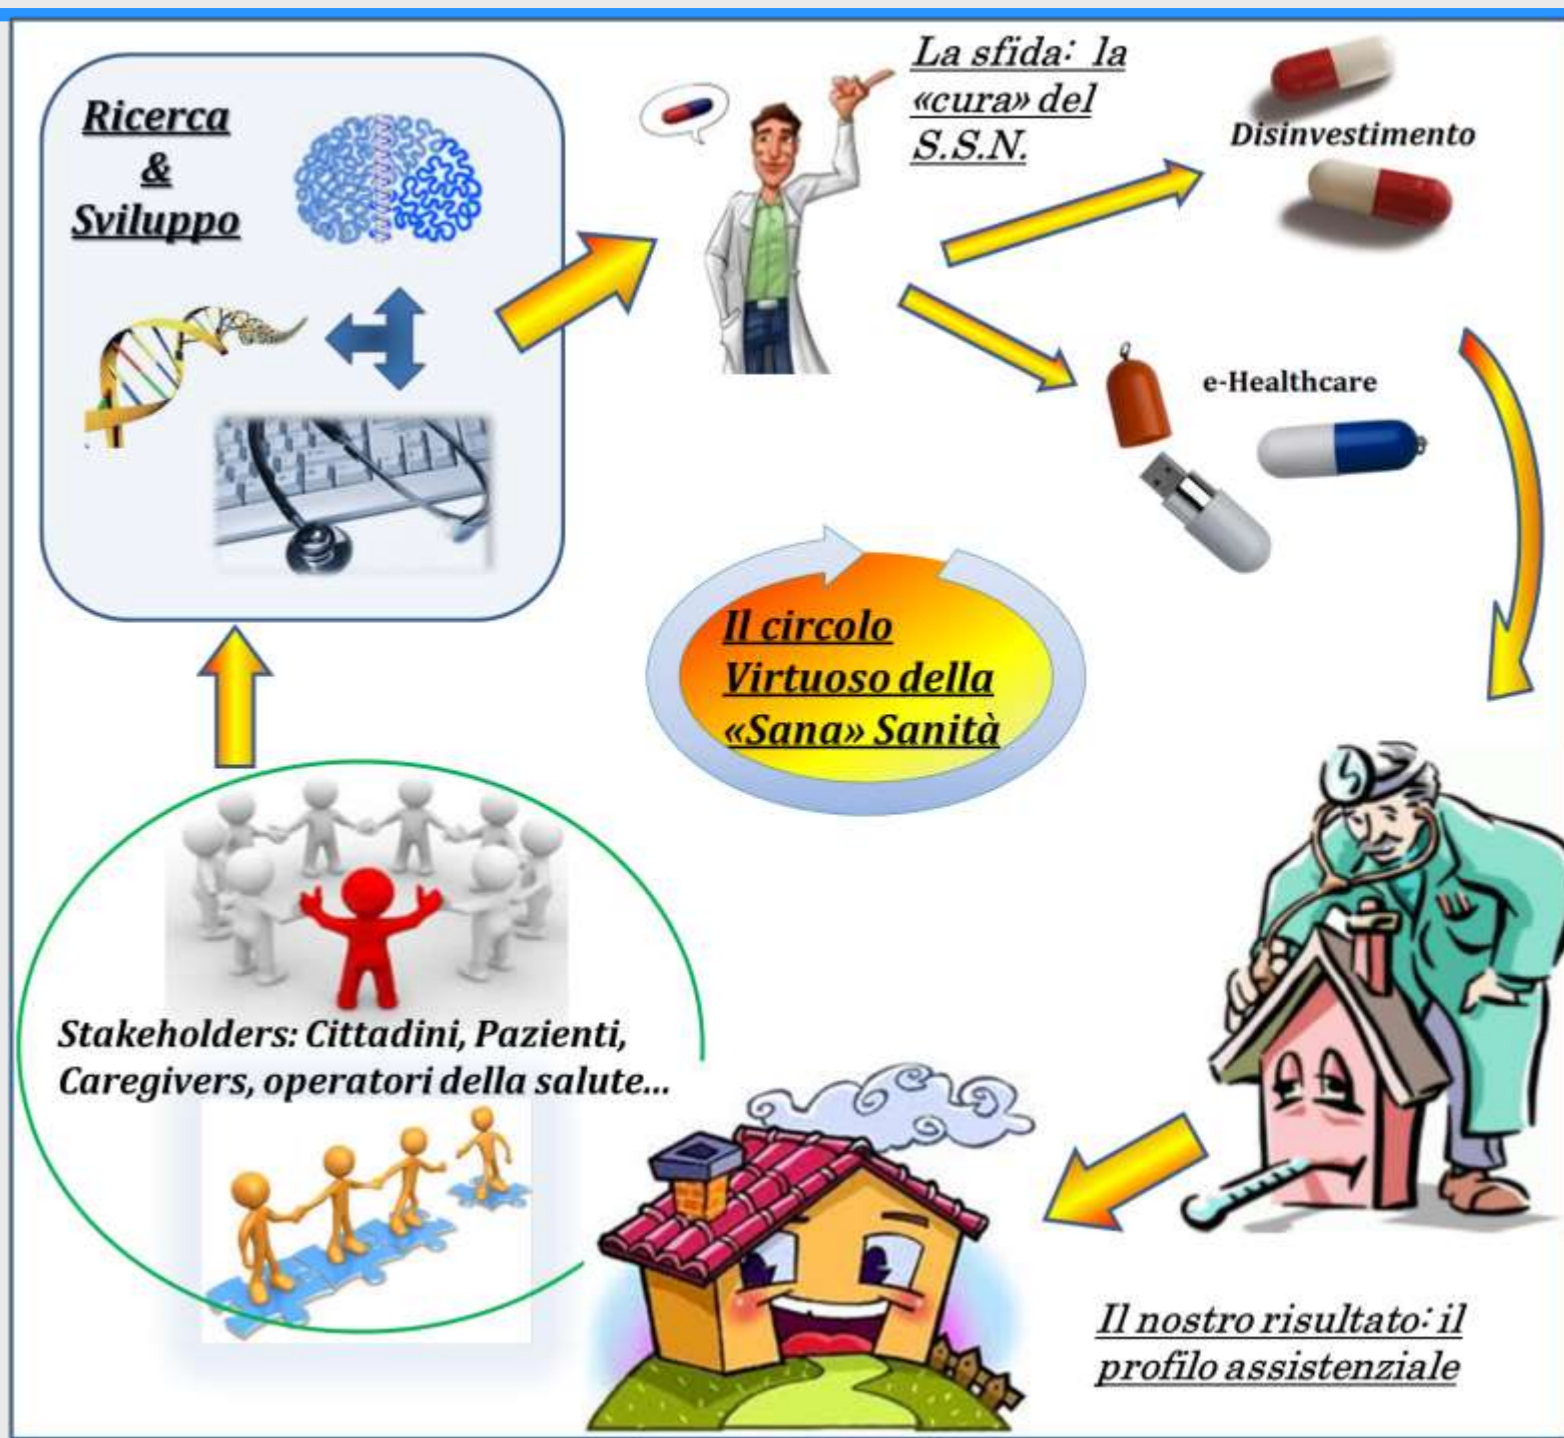 Ricerca
&
Sviluppo
La sfida: la
«cura» del
S.S.N.
Disinvestimento
e-Healthcare
Il circolo
Virtuoso della
«Sana» Sanità
Stakeholders: Cittadini, Pazienti,
Caregivers, operatori della salute...
Il nostro risultato: il
profilo assistenziale